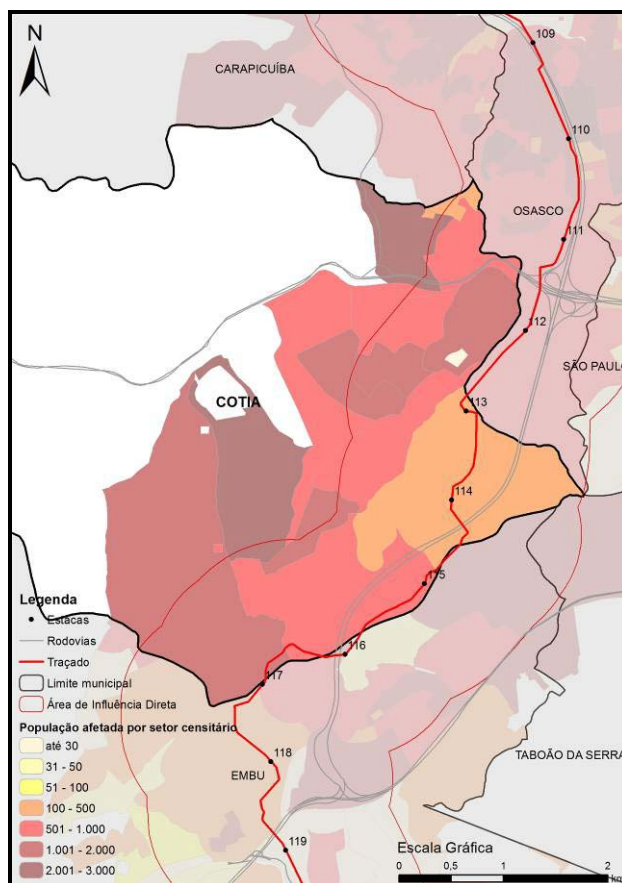 109
N
CARAPICUÍBA
110
OSASCO
111
112
SÃO PAULO
COTIA
113
114
115
Legenda
Estacas
Rodovias
Traçado
Limite municipal
Área de Influência Direta
116
117
População afetada por setor censitário
até 30
31 - 50
51 - 100
100 - 500
501 - 1.000
1.001 - 2.000
2.001 - 3.000
118
EMBU
TABOÃO DA SERRA
119
Escala Gráfica
0 0,5 1 2
km